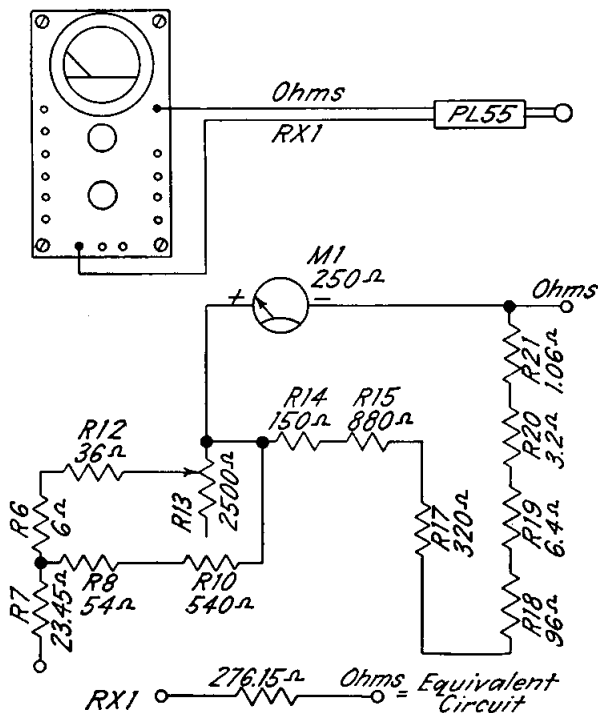 Ohms
RX1
PL55
M1
250Ω
+
−
Ohms
R21
1.06Ω
R14
150Ω
R15
880Ω
R12
36Ω
R20
3.2Ω
R13
2500Ω
R6
6Ω
R17
320Ω
R19
6.4Ω
R8
54Ω
R10
540Ω
R7
23.45Ω
R18
96Ω
RX1
276.15Ω
Ohms
= Equivalent
Circuit